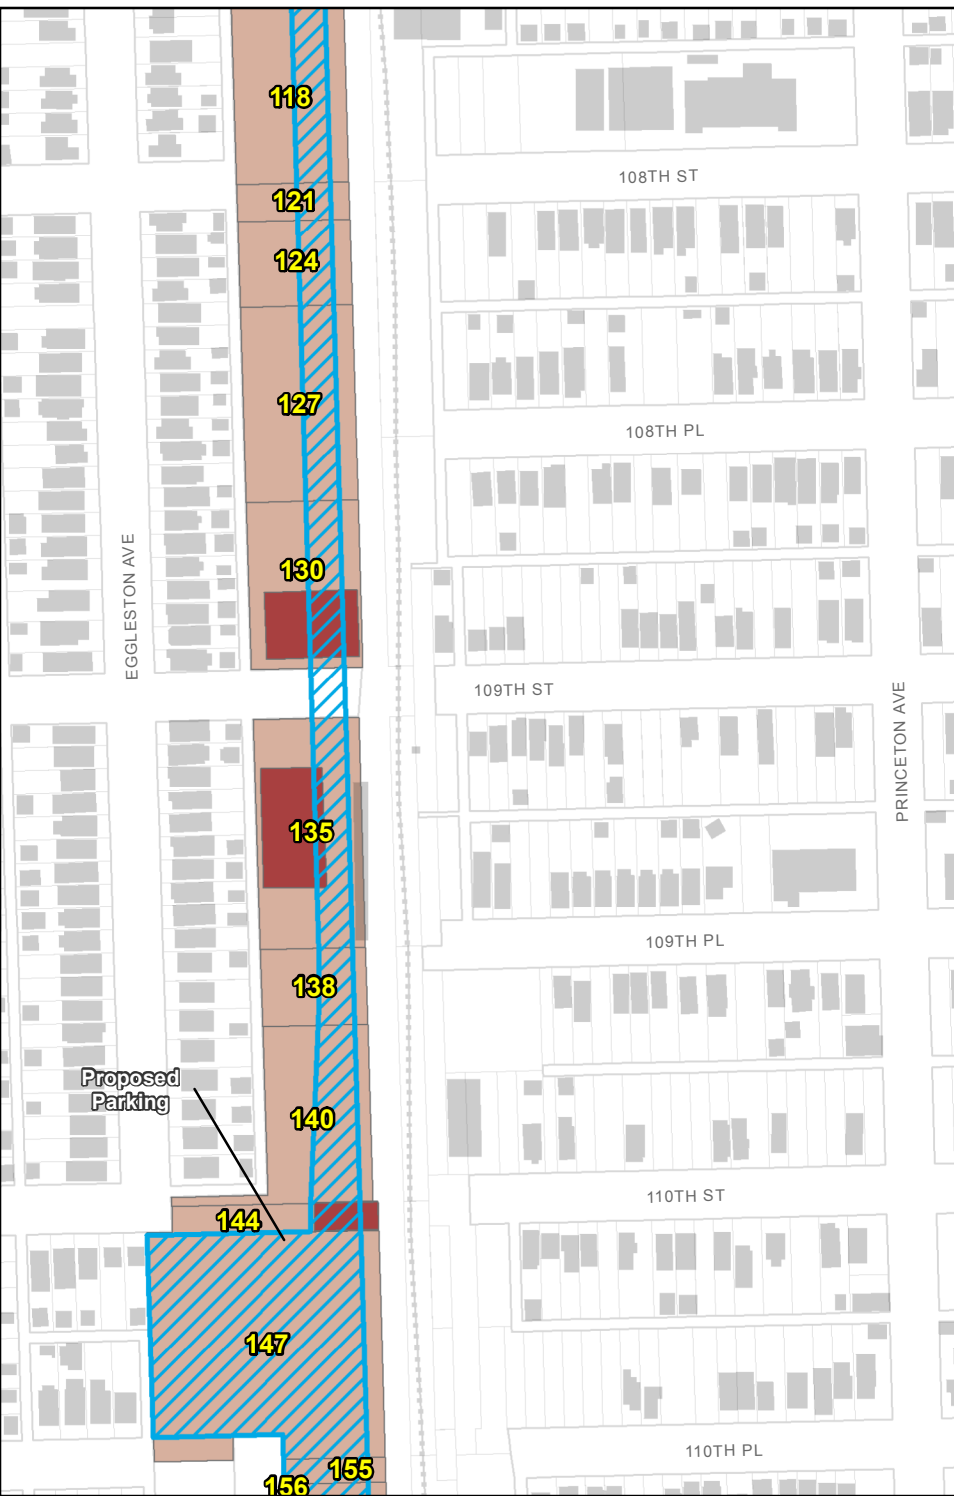 118
108TH ST
121
124
127
108TH PL
130
EGGLESTON AVE
109TH ST
PRINCETON AVE
135
109TH PL
138
Proposed
Parking
140
110TH ST
144
147
110TH PL
155
156